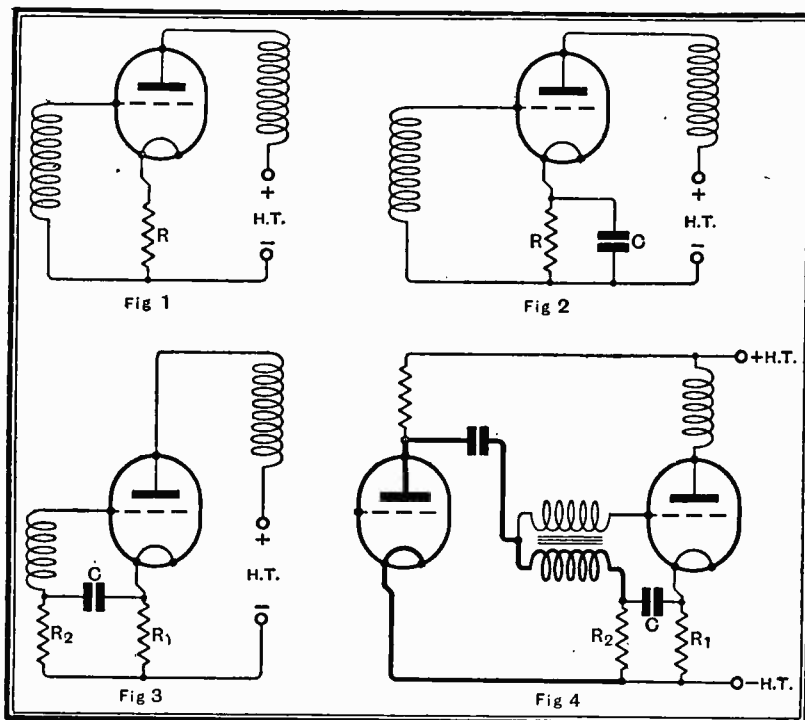 +
H.T.
−
R
Fig 1
+
H.T.
−
R
C
Fig 2
+
H.T.
−
C
R2
R1
Fig 3
+H.T.
C
R2
R1
−H.T.
Fig 4